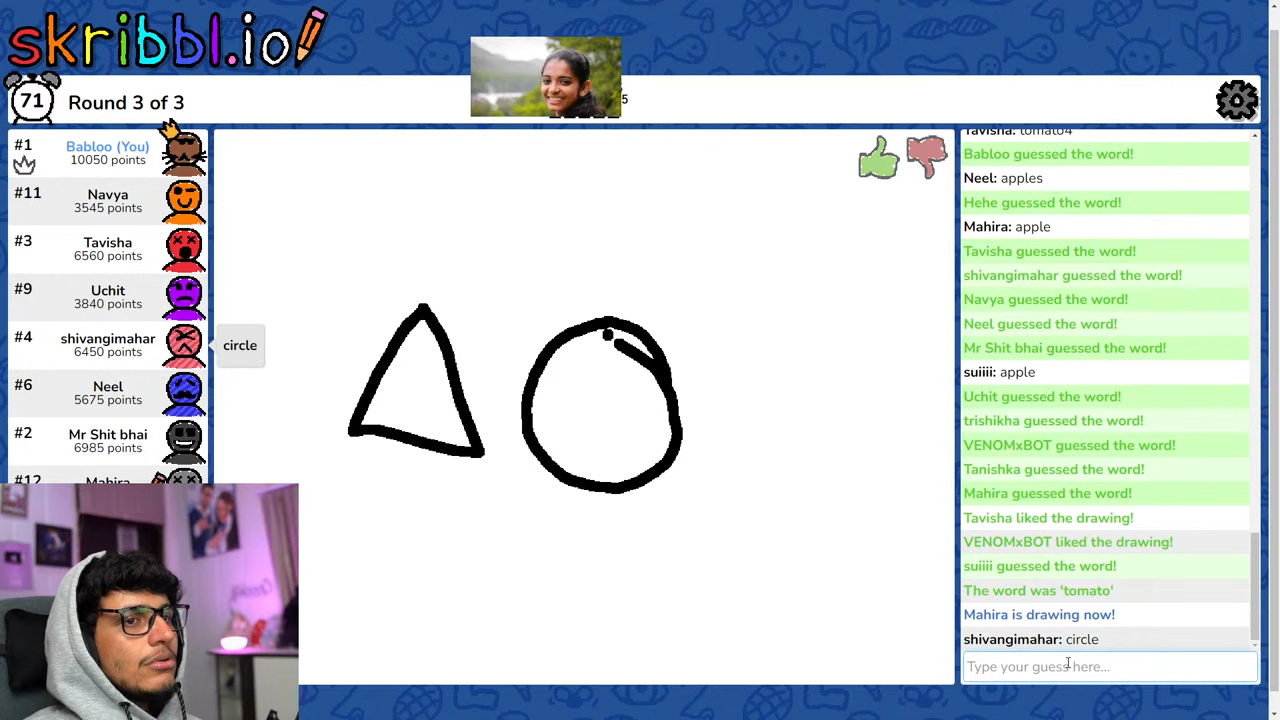 skribbl.io
71
Round 3 of 3
5
#1
Babloo (You)
10050 points
#11
Navya
3545 points
#3
Tavisha
6560 points
#9
Uchit
3840 points
#4
shivangimahar
6450 points
circle
#6
Neel
5675 points
#2
Mr Shit bhai
6985 points
#12
Mahira
Tavisha: tomato4
Babloo guessed the word!
Neel: apples
Hehe guessed the word!
Mahira: apple
Tavisha guessed the word!
shivangimahar guessed the word!
Navya guessed the word!
Neel guessed the word!
Mr Shit bhai guessed the word!
suiiii: apple
Uchit guessed the word!
trishikha guessed the word!
VENOMxBOT guessed the word!
Tanishka guessed the word!
Mahira guessed the word!
Tavisha liked the drawing!
VENOMxBOT liked the drawing!
suiiii guessed the word!
The word was 'tomato'
Mahira is drawing now!
shivangimahar: circle
Type your guess here...